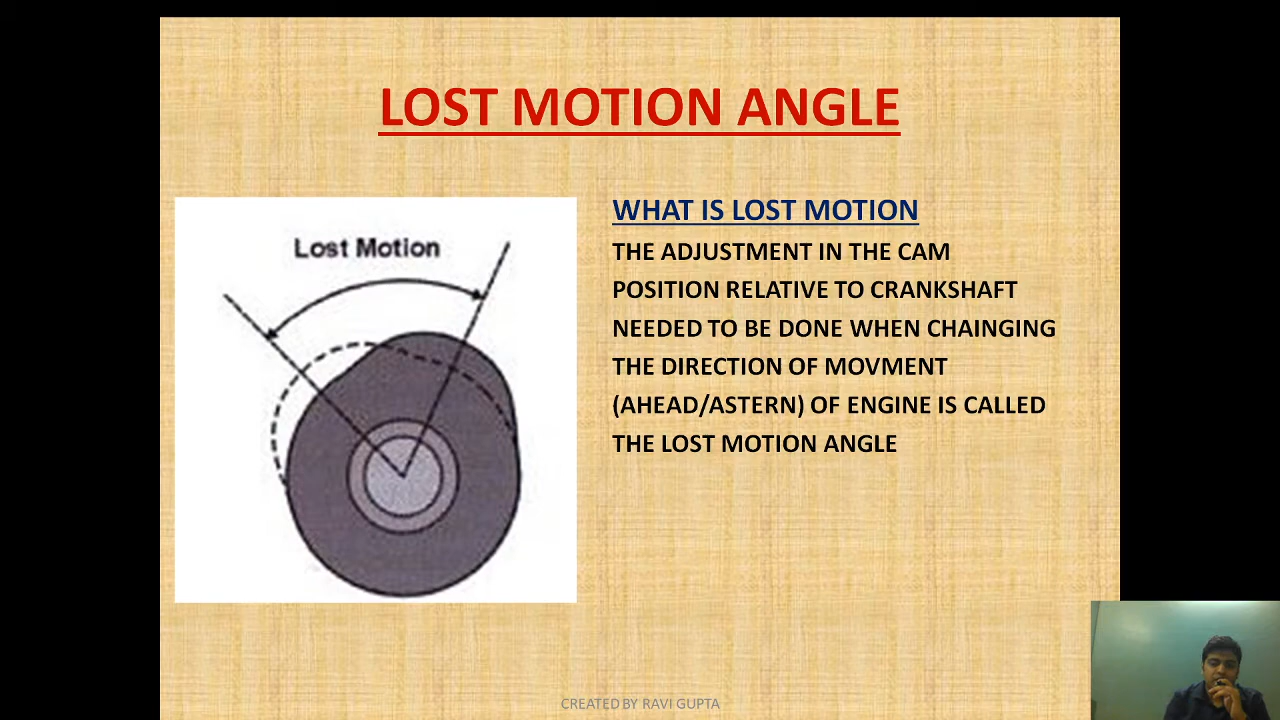 LOST MOTION ANGLE
Lost Motion
WHAT IS LOST MOTION
THE ADJUSTMENT IN THE CAM
POSITION RELATIVE TO CRANKSHAFT
NEEDED TO BE DONE WHEN CHAINGING
THE DIRECTION OF MOVMENT
(AHEAD/ASTERN) OF ENGINE IS CALLED
THE LOST MOTION ANGLE
CREATED BY RAVI GUPTA